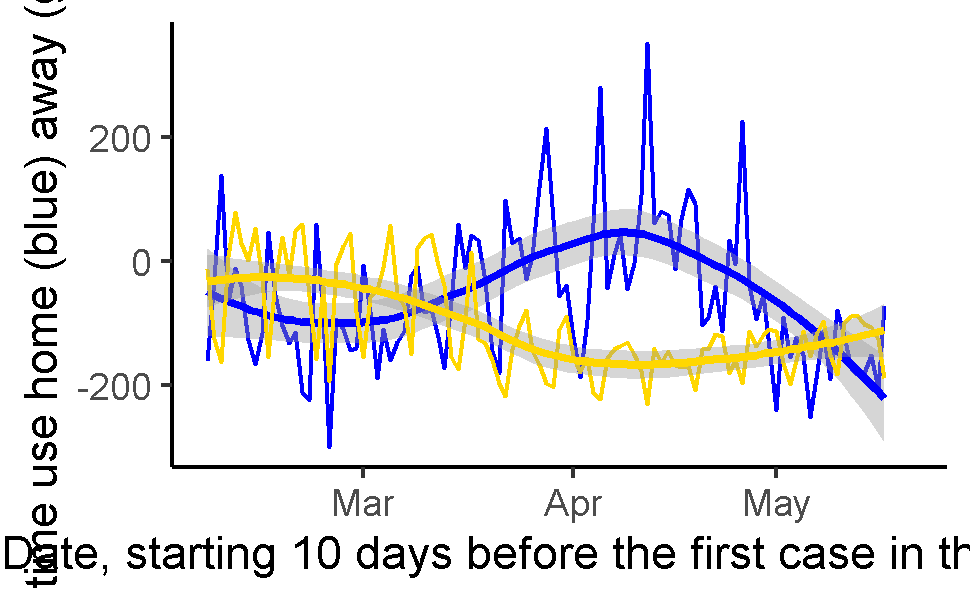 time use home (blue) away (
200
0
-200
Mar Apr May
Date, starting 10 days before the first case in th